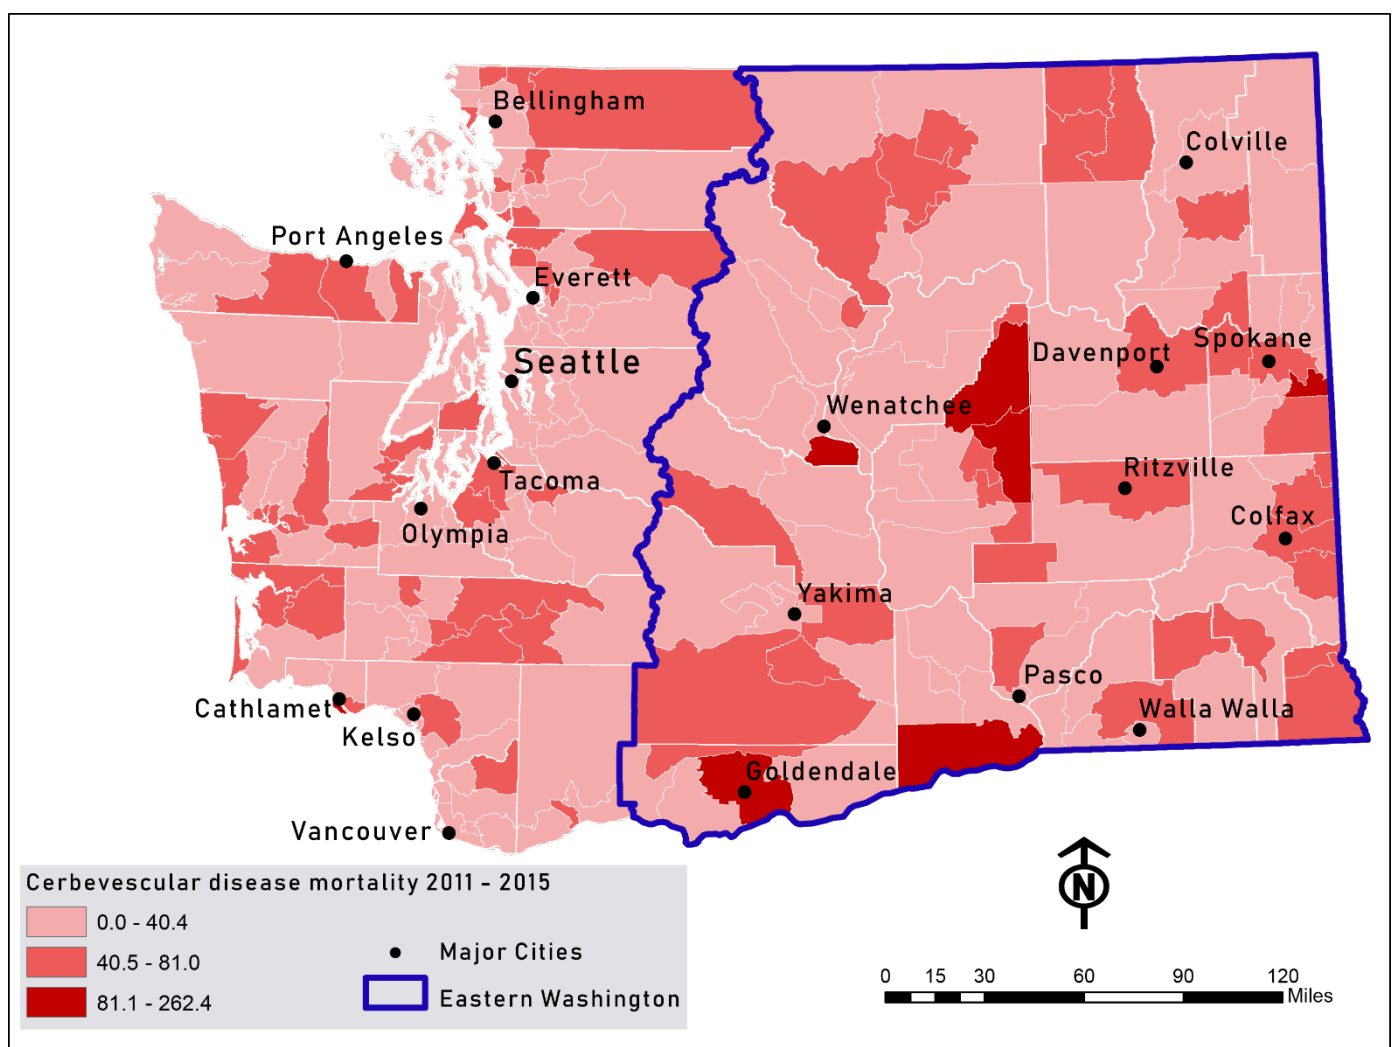 Bellingham
Colville
Port Angeles
Everett
Seattle
Davenport
Spokane
Wenatchee
Tacoma
Ritzville
Olympia
Colfax
Yakima
Cathlamet
Pasco
Kelso
Walla Walla
Goldendale
Vancouver
Cerbevescular disease mortality 2011 - 2015
0.0 - 40.4
40.5 - 81.0
81.1 - 262.4
Major Cities
Eastern Washington
N
0 15 30 60 90 120
Miles